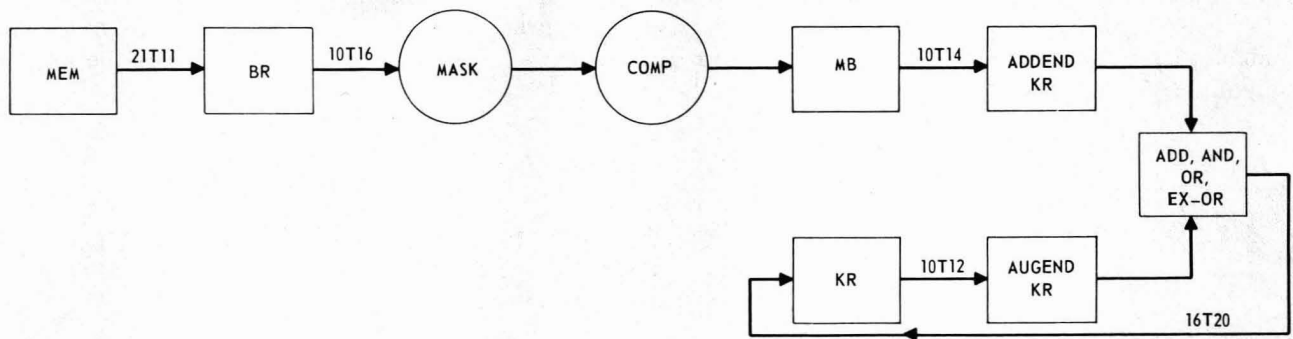 MEM
21T11
BR
10T16
MASK
COMP
MB
10T14
ADDEND
KR
ADD, AND,
OR,
EX-OR
KR
10T12
AUGEND
KR
16T20